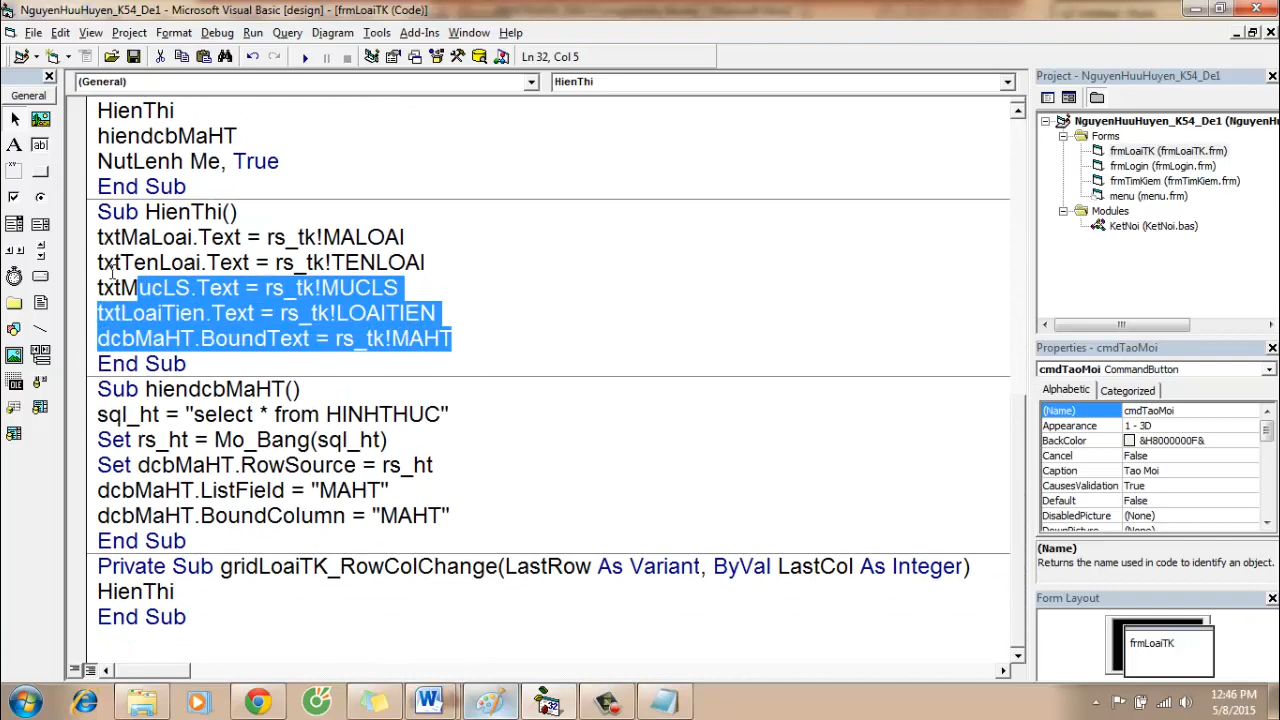 NguyenHuuHuyen_K54_De1 - Microsoft Visual Basic [design] - [frmLoaiTK (Code)]
File Edit View Project Format Debug Run Query Diagram Tools Add-Ins Window Help
Ln 32, Col 5
General
(General)
HienThi
HienThi
hiendcbMaHT
NutLenh Me, True
End Sub
Sub HienThi()
txtMaLoai.Text = rs_tk!MALOAI
txtTenLoai.Text = rs_tk!TENLOAI
txtMucLS.Text = rs_tk!MUCLS
txtLoaiTien.Text = rs_tk!LOAITIEN
dcbMaHT.BoundText = rs_tk!MAHT
End Sub
Sub hiendcbMaHT()
sql_ht = "select * from HINHTHUC"
Set rs_ht = Mo_Bang(sql_ht)
Set dcbMaHT.RowSource = rs_ht
dcbMaHT.ListField = "MAHT"
dcbMaHT.BoundColumn = "MAHT"
End Sub
Private Sub gridLoaiTK_RowColChange(LastRow As Variant, ByVal LastCol As Integer)
HienThi
End Sub
Project - NguyenHuuHuyen_K54_De1
NguyenHuuHuyen_K54_De1 (NguyenHu
Forms
frmLoaiTK (frmLoaiTK.frm)
frmLogin (frmLogin.frm)
frmTimKiem (frmTimKiem.frm)
menu (menu.frm)
Modules
KetNoi (KetNoi.bas)
Properties - cmdTaoMoi
cmdTaoMoi CommandButton
Alphabetic Categorized
(Name) cmdTaoMoi
Appearance 1 - 3D
BackColor &H8000000F&
Cancel False
Caption Tao Moi
CausesValidation True
Default False
DisabledPicture (None)
DownPicture (None)
(Name)
Returns the name used in code to identify an object.
Form Layout
frmLoaiTK
12:46 PM
5/8/2015